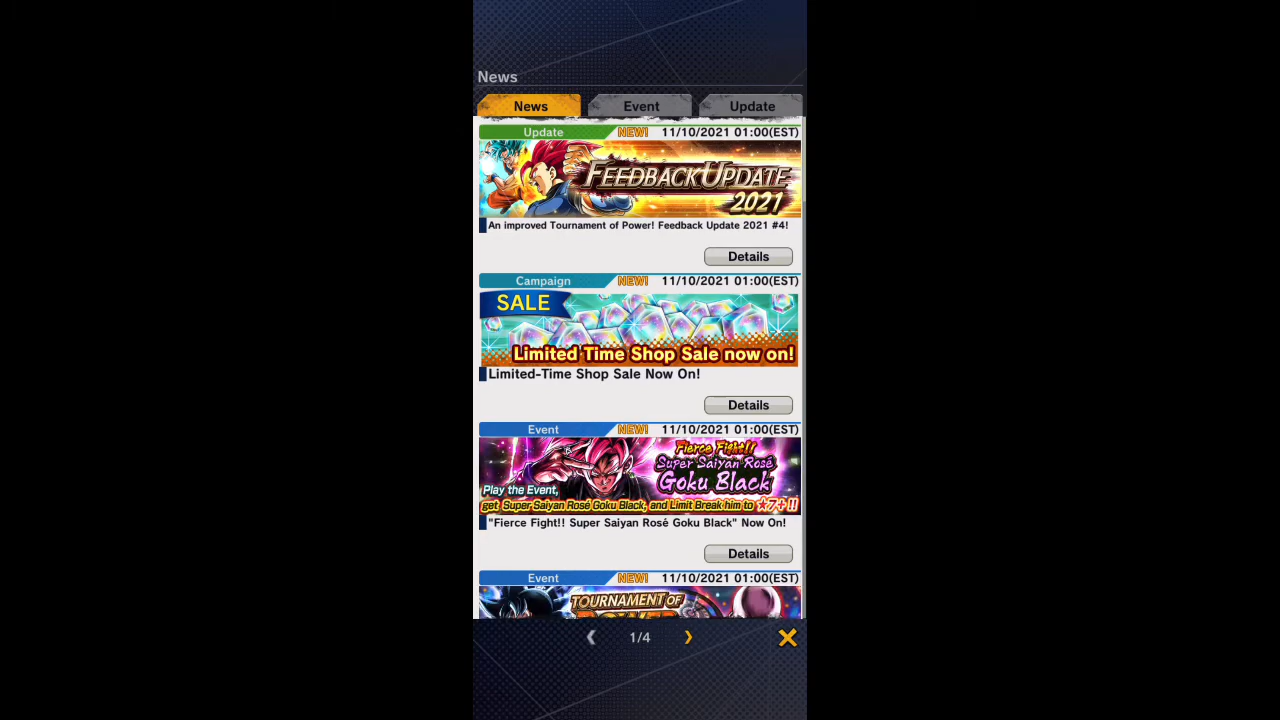 News
News
Event
Update
Update
NEW!
11/10/2021 01:00(EST)
FEEDBACK UPDATE
2021
An improved Tournament of Power! Feedback Update 2021 #4!
Details
Campaign
NEW!
11/10/2021 01:00(EST)
SALE
Limited Time Shop Sale now on!
Limited-Time Shop Sale Now On!
Details
Event
NEW!
11/10/2021 01:00(EST)
Fierce Fight!!
Super Saiyan Rosé
Goku Black
Play the Event,
get Super Saiyan Rosé Goku Black, and Limit Break him to ★7+!!
"Fierce Fight!! Super Saiyan Rosé Goku Black" Now On!
Details
Event
NEW!
11/10/2021 01:00(EST)
TOURNAMENT OF
POWER
1/4